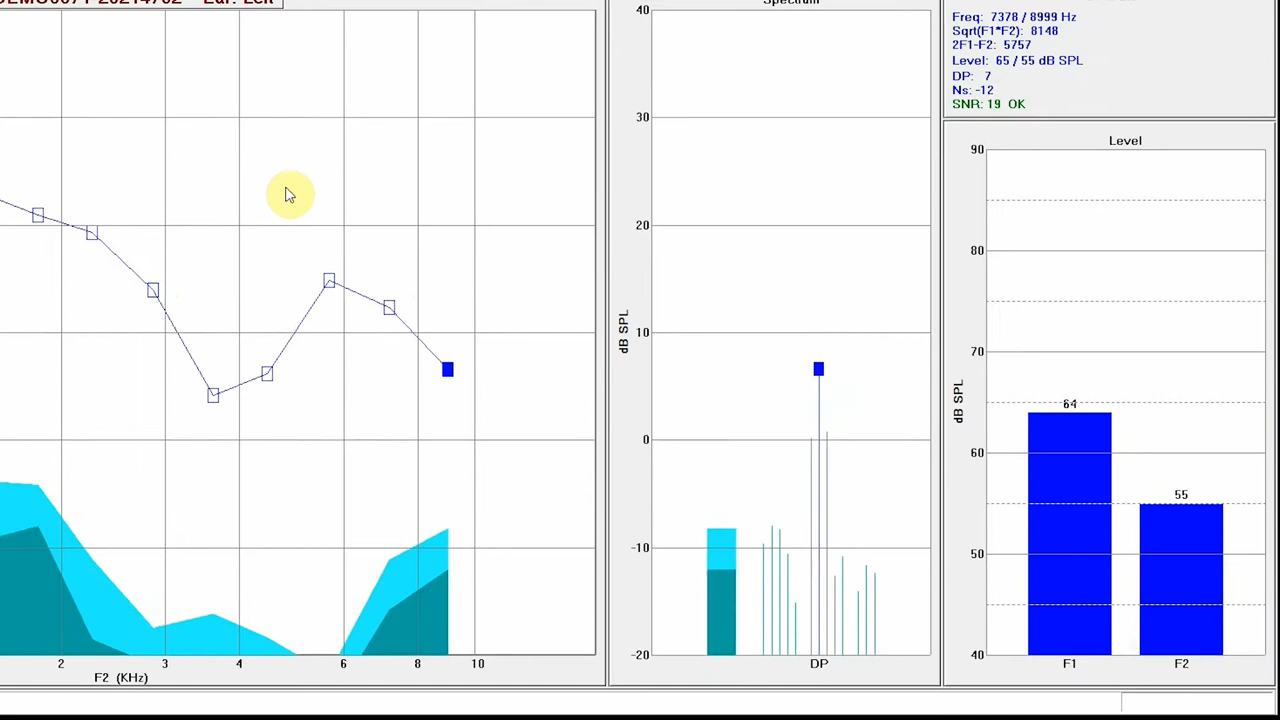 Ear: Left
Spectrum
40
30
20
10
0
-10
-20
dB SPL
DP
2
3
4
6
8
10
F2 (KHz)
Freq: 7378 / 8999 Hz
Sqrt(F1*F2): 8148
2F1-F2: 5757
Level: 65 / 55 dB SPL
DP: 7
Ns: -12
SNR: 19 OK
Level
90
80
70
60
50
40
dB SPL
64
55
F1
F2